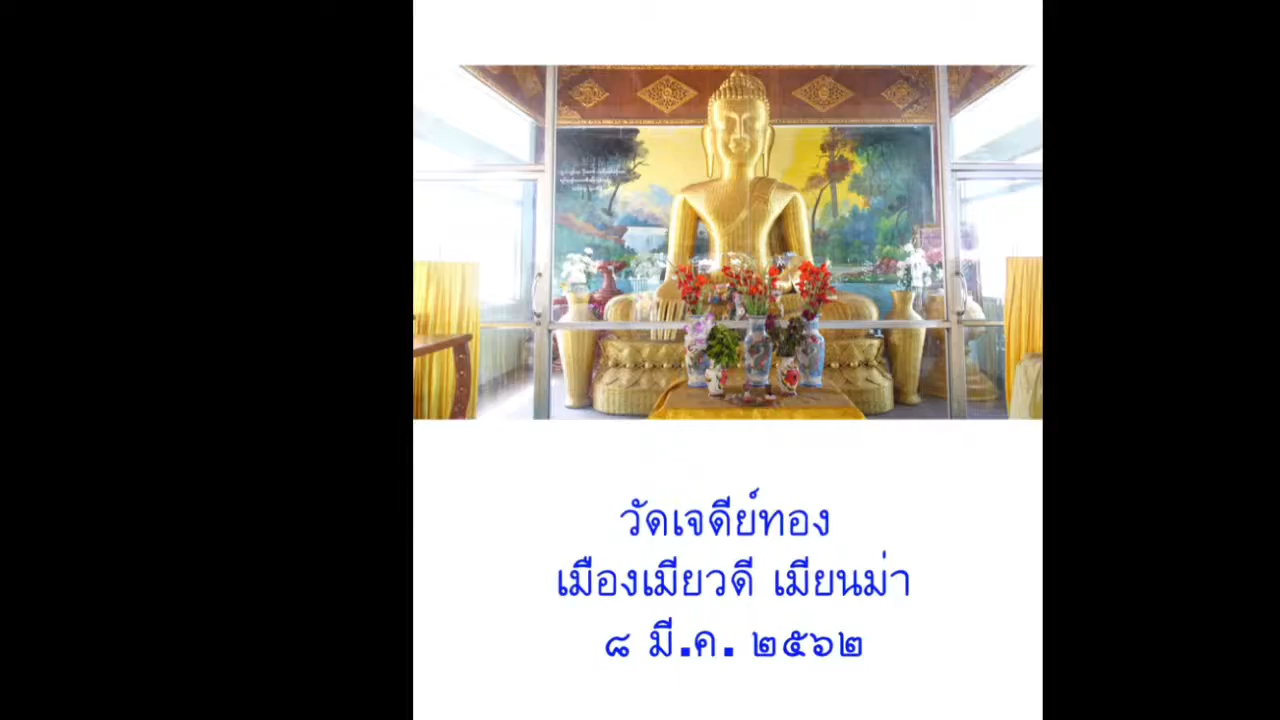 วัดเจดีย์ทอง
เมืองเมียวดี เมียนม่า
๘ มี.ค. ๒๕๖๒